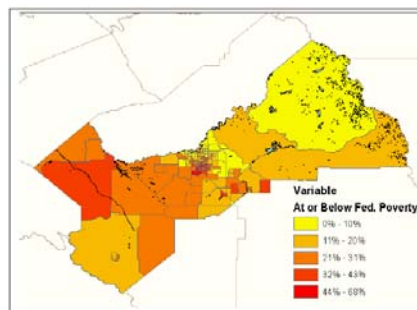 Variable
At or Below Fed. Poverty
0% - 10%
11% - 20%
21% - 31%
32% - 43%
44% - 68%